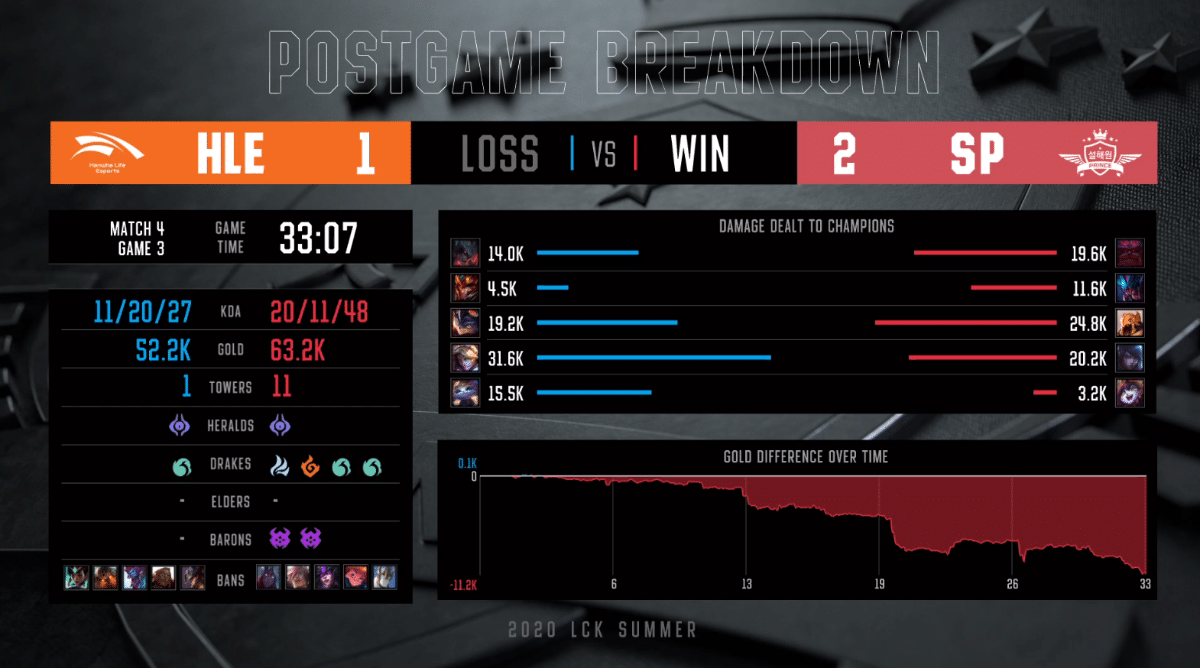 POSTGAME BREAKDOWN
Hanwha Life
Esports
HLE 1 LOSS VS WIN 2 SP
설해원
PRINCE
MATCH 4
GAME 3
GAME
TIME
33:07
11/20/27 KDA 20/11/48
52.2K GOLD 63.2K
1 TOWERS 11
HERALDS
DRAKES
- ELDERS -
- BARONS
BANS
DAMAGE DEALT TO CHAMPIONS
14.0K 19.6K
4.5K 11.6K
19.2K 24.8K
31.6K 20.2K
15.5K 3.2K
GOLD DIFFERENCE OVER TIME
0.1K
0
-11.2K
6 13 19 26 33
2020 LCK SUMMER